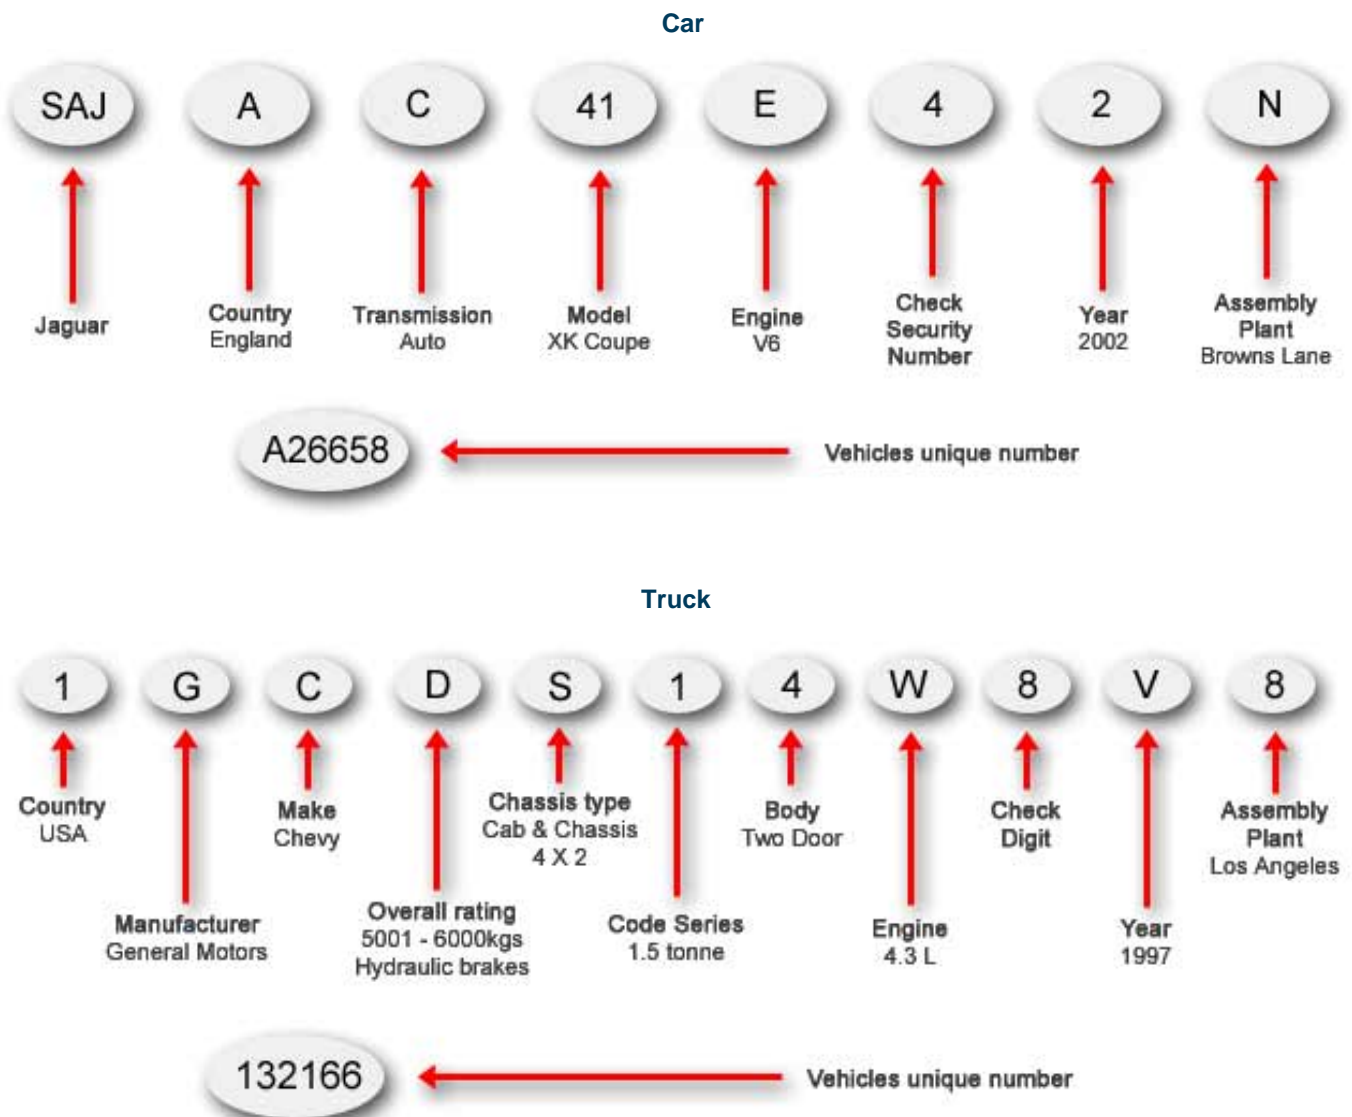 Car
SAJ A C 41 E 4 2 N
Jaguar
Country
England
Transmission
Auto
Model
XK Coupe
Engine
V6
Check
Security
Number
Year
2002
Assembly
Plant
Browns Lane
A26658
Vehicles unique number
Truck
1 G C D S 1 4 W 8 V 8
Country
USA
Manufacturer
General Motors
Make
Chevy
Overall rating
5001 - 6000kgs
Hydraulic brakes
Chassis type
Cab & Chassis
4 X 2
Code Series
1.5 tonne
Body
Two Door
Engine
4.3 L
Check
Digit
Year
1997
Assembly
Plant
Los Angeles
132166
Vehicles unique number